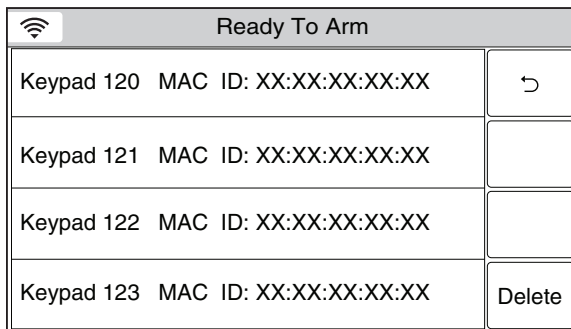 Ready To Arm
Keypad 120 MAC ID: XX:XX:XX:XX:XX
Keypad 121 MAC ID: XX:XX:XX:XX:XX
Keypad 122 MAC ID: XX:XX:XX:XX:XX
Keypad 123 MAC ID: XX:XX:XX:XX:XX
Delete